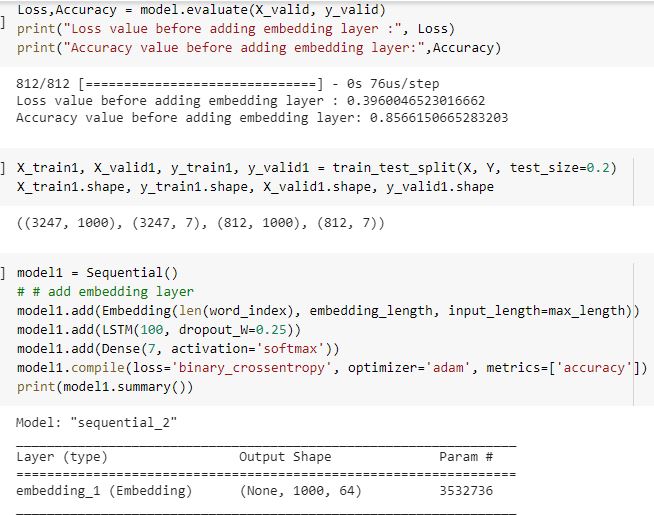 Loss,Accuracy = model.evaluate(X_valid, y_valid)
] print("Loss value before adding embedding layer :", Loss)
print("Accuracy value before adding embedding layer:",Accuracy)
812/812 [==============================] - 0s 76us/step
Loss value before adding embedding layer : 0.3960046523016662
Accuracy value before adding embedding layer: 0.8566150665283203
] X_train1, X_valid1, y_train1, y_valid1 = train_test_split(X, Y, test_size=0.2)
X_train1.shape, y_train1.shape, X_valid1.shape, y_valid1.shape
((3247, 1000), (3247, 7), (812, 1000), (812, 7))
] model1 = Sequential()
# # add embedding layer
model1.add(Embedding(len(word_index), embedding_length, input_length=max_length))
model1.add(LSTM(100, dropout_W=0.25))
model1.add(Dense(7, activation='softmax'))
model1.compile(loss='binary_crossentropy', optimizer='adam', metrics=['accuracy'])
print(model1.summary())
Model: "sequential_2"
Layer (type) Output Shape Param #
=================================================================
embedding_1 (Embedding) (None, 1000, 64) 3532736